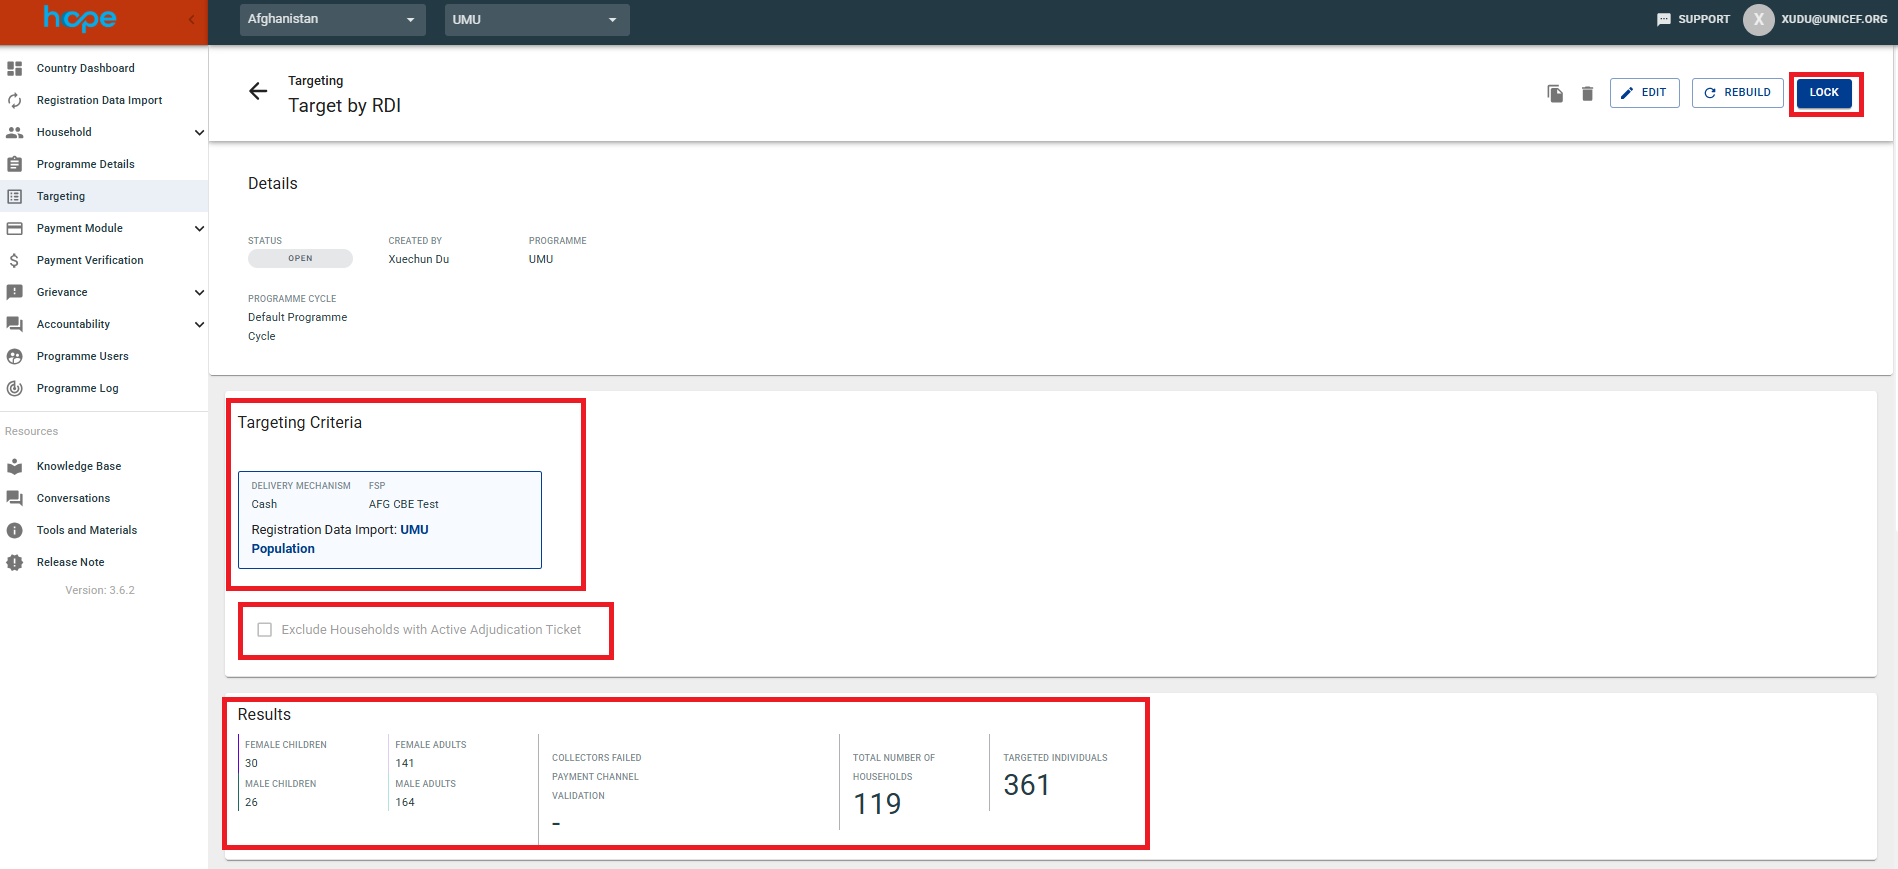 hope
Afghanistan
UMU
SUPPORT
X
XUDU@UNICEF.ORG
Country Dashboard
Registration Data Import
Household
Programme Details
Targeting
Payment Module
Payment Verification
Grievance
Accountability
Programme Users
Programme Log
Resources
Knowledge Base
Conversations
Tools and Materials
Release Note
Version: 3.6.2
Targeting
Target by RDI
EDIT
REBUILD
LOCK
Details
STATUS
OPEN
CREATED BY
Xuechun Du
PROGRAMME
UMU
PROGRAMME CYCLE
Default Programme
Cycle
Targeting Criteria
DELIVERY MECHANISM
Cash
FSP
AFG CBE Test
Registration Data Import: UMU
Population
Exclude Households with Active Adjudication Ticket
Results
FEMALE CHILDREN
30
MALE CHILDREN
26
FEMALE ADULTS
141
MALE ADULTS
164
COLLECTORS FAILED
PAYMENT CHANNEL
VALIDATION
-
TOTAL NUMBER OF
HOUSEHOLDS
119
TARGETED INDIVIDUALS
361